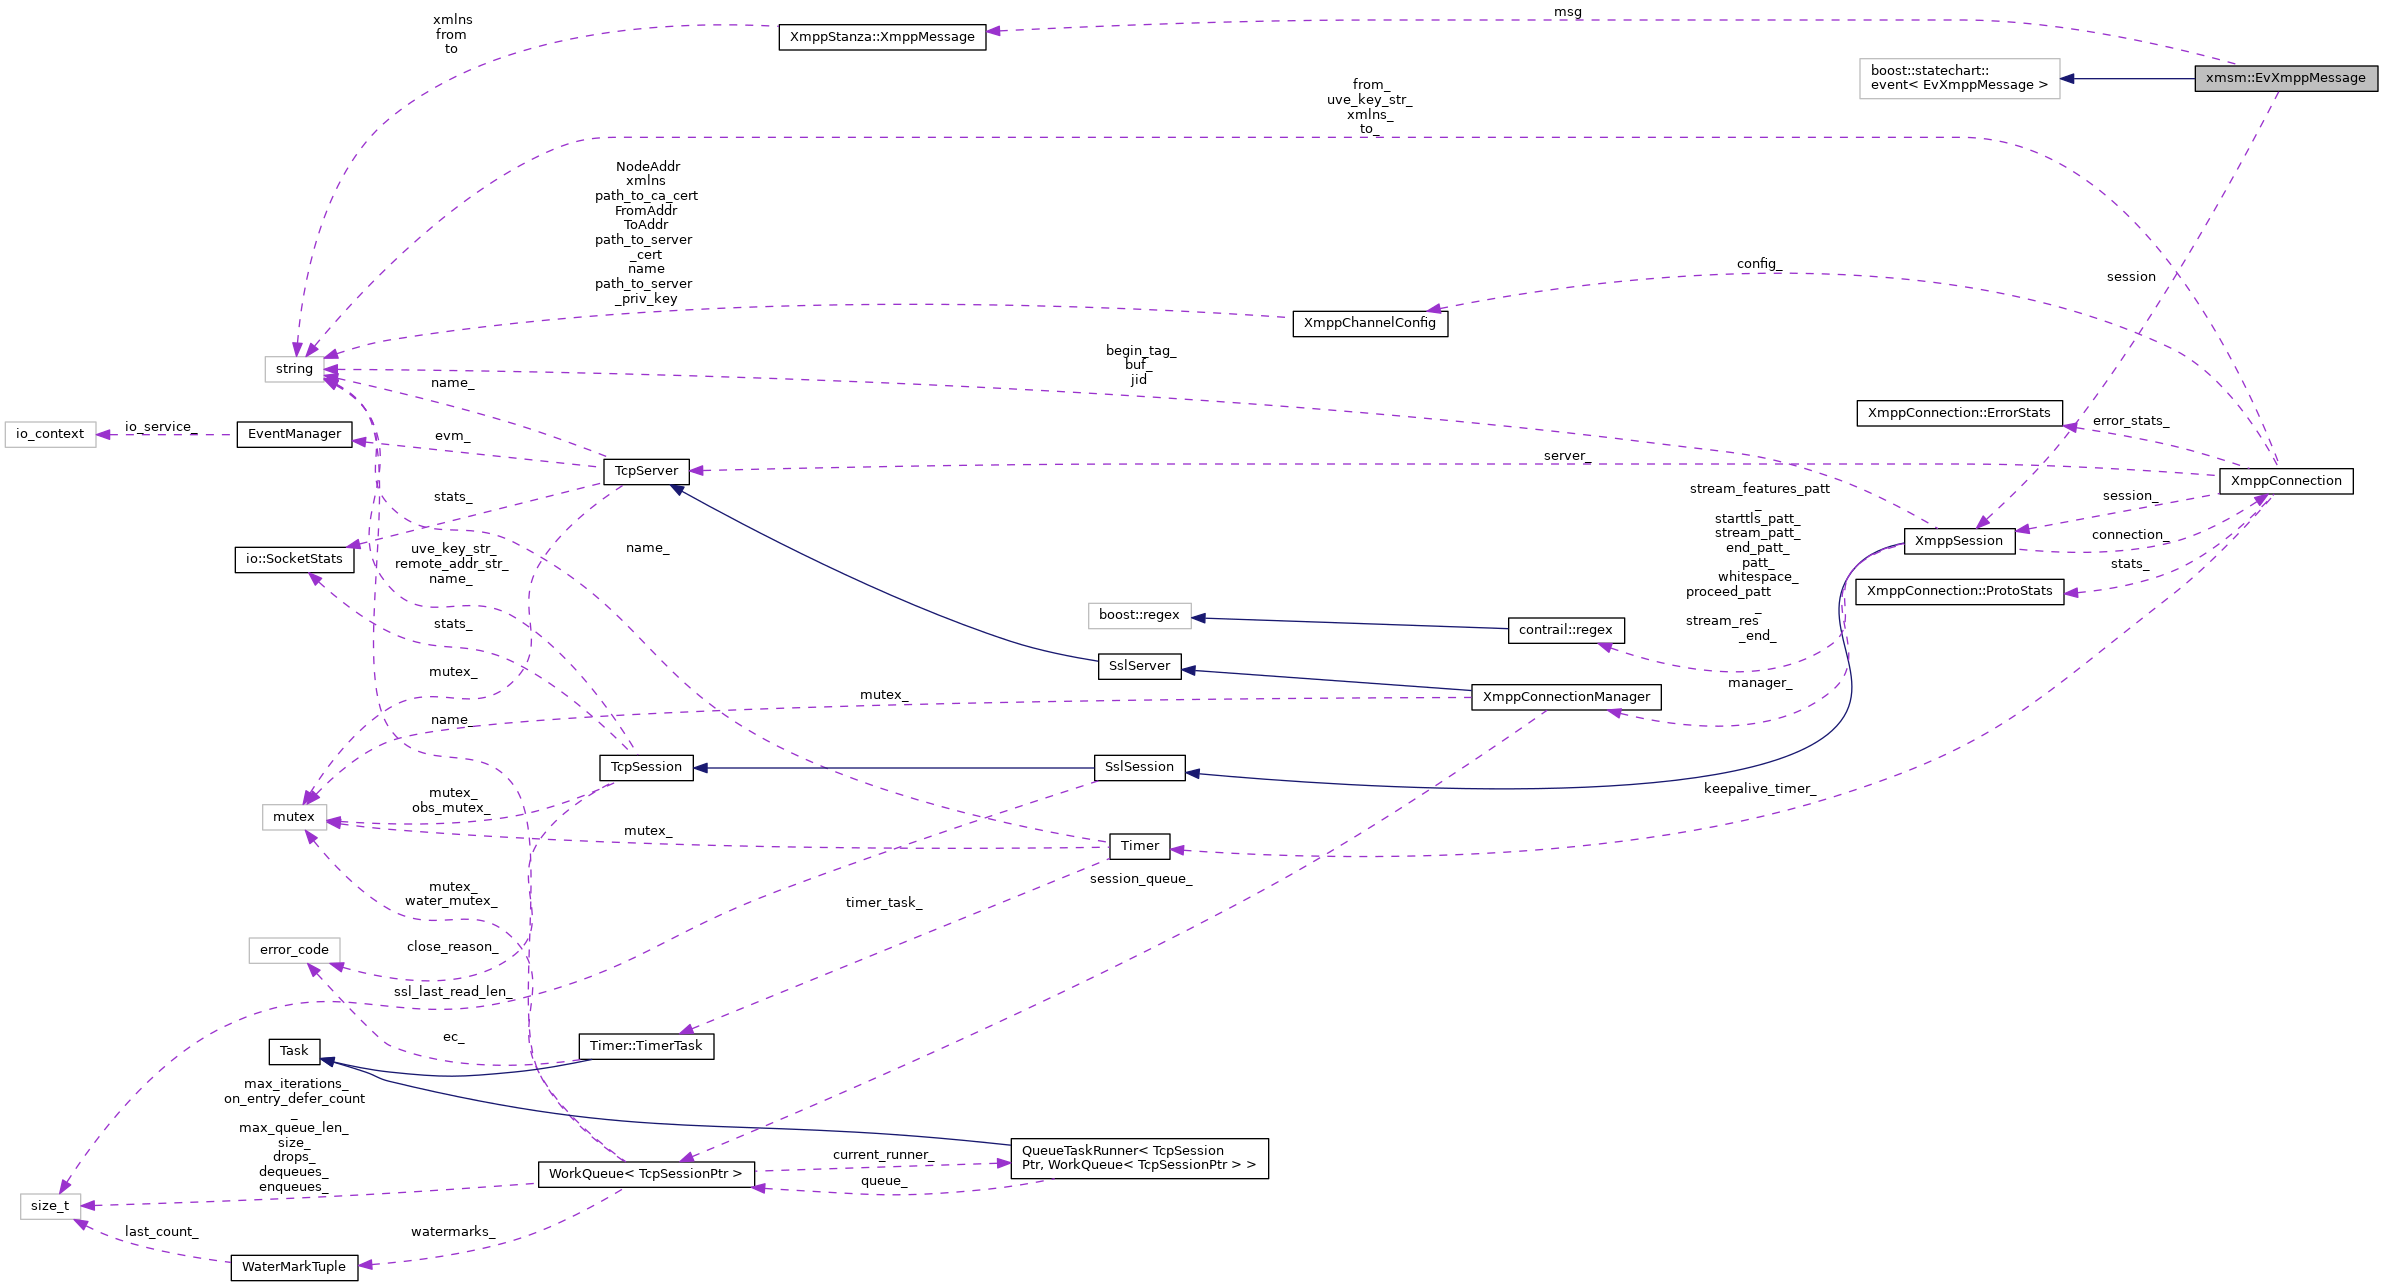 xmlns
from
to
XmppStanza::XmppMessage
msg
boost::statechart::
event< EvXmppMessage >
xmsm::EvXmppMessage
from_
uve_key_str_
xmlns_
to_
NodeAddr
xmlns
path_to_ca_cert
FromAddr
ToAddr
path_to_server
_cert
name
path_to_server
_priv_key
config_
session
XmppChannelConfig
string
begin_tag_
buf_
jid
name_
XmppConnection::ErrorStats
error_stats_
io_context
io_service_
EventManager
evm_
TcpServer
server_
XmppConnection
stats_
stream_features_patt
_
starttls_patt_
stream_patt_
end_patt_
patt_
whitespace_
proceed_patt
_
stream_res
_end_
session_
XmppSession
connection_
stats_
io::SocketStats
uve_key_str_
remote_addr_str_
name_
name_
XmppConnection::ProtoStats
boost::regex
contrail::regex
stats_
SslServer
mutex_
manager_
XmppConnectionManager
mutex_
name_
TcpSession
SslSession
keepalive_timer_
mutex_
obs_mutex_
mutex
mutex_
Timer
session_queue_
mutex_
water_mutex_
timer_task_
error_code
close_reason_
ssl_last_read_len_
ec_
Timer::TimerTask
Task
max_iterations_
on_entry_defer_count
_
max_queue_len_
size_
drops_
dequeues_
enqueues_
WorkQueue< TcpSessionPtr >
current_runner_
queue_
QueueTaskRunner< TcpSession
Ptr, WorkQueue< TcpSessionPtr > >
size_t
last_count_
watermarks_
WaterMarkTuple